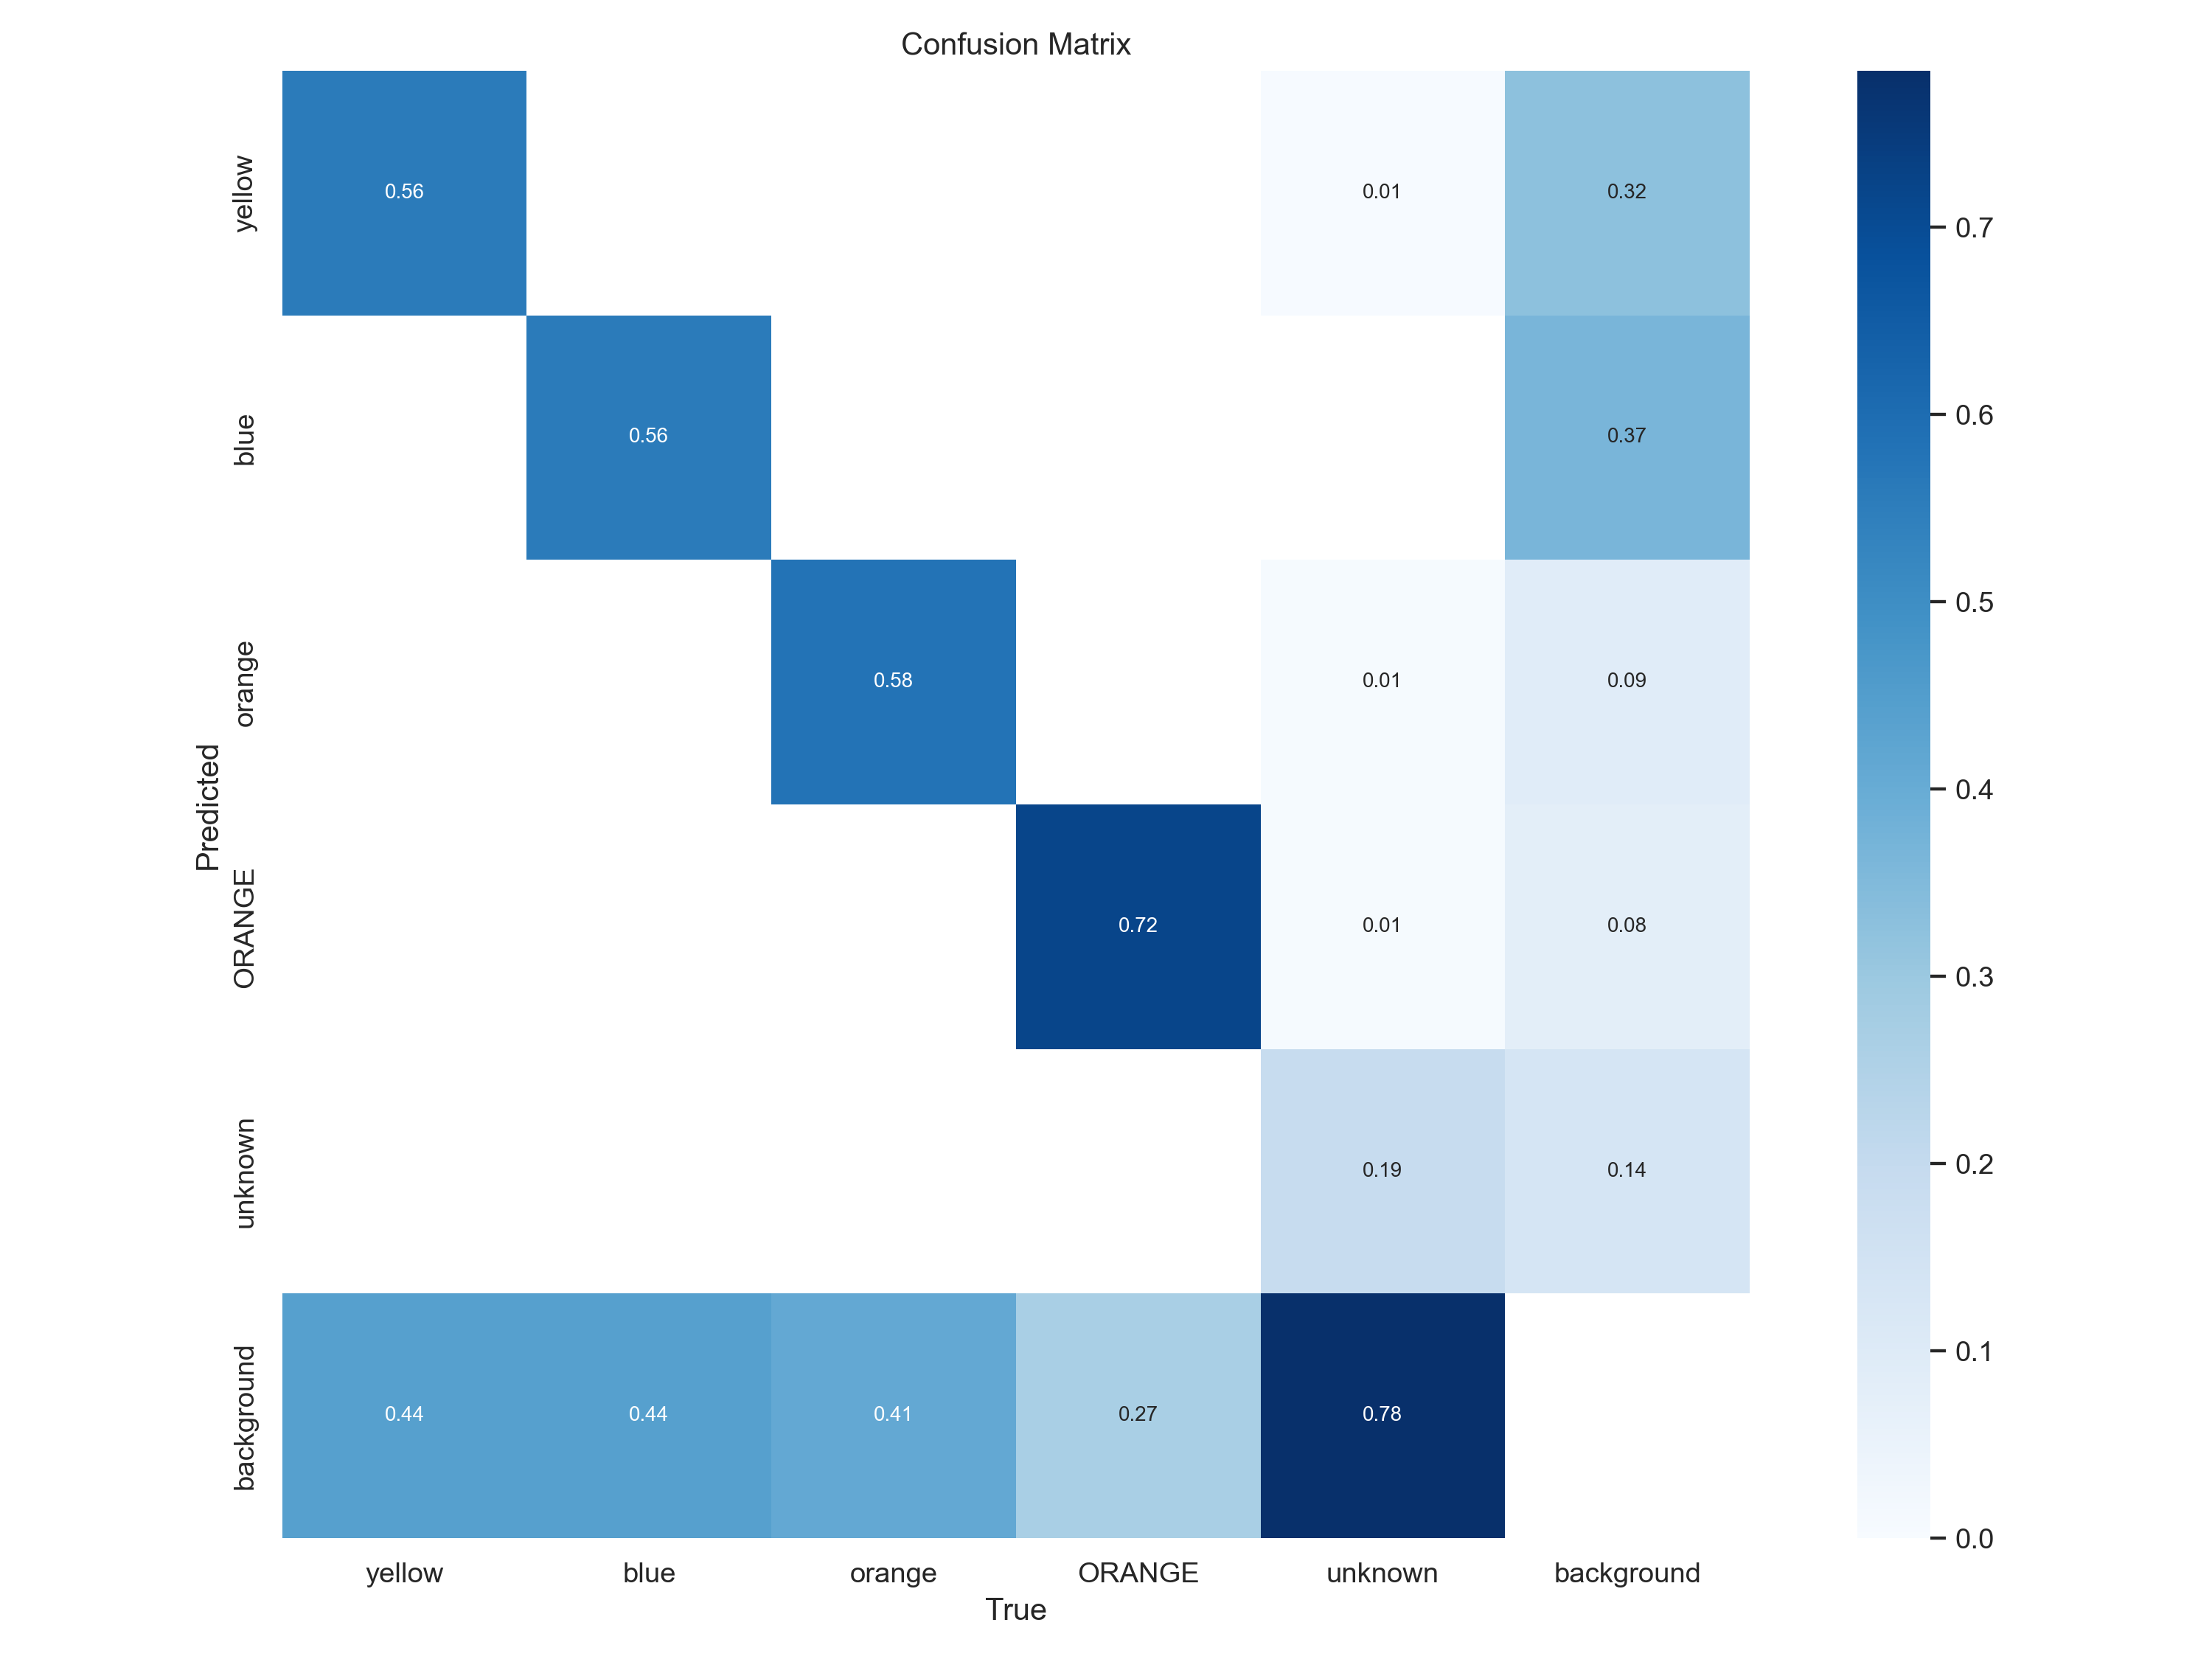 Confusion Matrix
yellow
0.56
0.01
0.32
blue
0.56
0.37
orange
0.58
0.01
0.09
ORANGE
0.72
0.01
0.08
unknown
0.19
0.14
background
0.44
0.44
0.41
0.27
0.78
Predicted
yellow
blue
orange
ORANGE
unknown
background
True
0.7
0.6
0.5
0.4
0.3
0.2
0.1
0.0